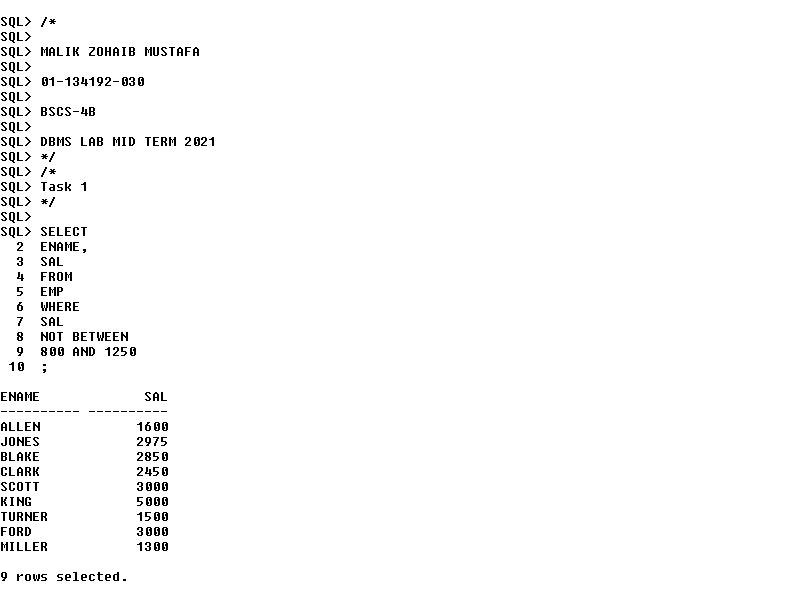 SQL> /*
SQL>
SQL> MALIK ZOHAIB MUSTAFA
SQL>
SQL> 01-134192-030
SQL>
SQL> BSCS-4B
SQL>
SQL> DBMS LAB MID TERM 2021
SQL> */
SQL> /*
SQL> Task 1
SQL> */
SQL>
SQL> SELECT
  2  ENAME,
  3  SAL
  4  FROM
  5  EMP
  6  WHERE
  7  SAL
  8  NOT BETWEEN
  9  800 AND 1250
 10  ;
ENAME             SAL
---------- ----------
ALLEN            1600
JONES            2975
BLAKE            2850
CLARK            2450
SCOTT            3000
KING             5000
TURNER           1500
FORD             3000
MILLER           1300
9 rows selected.